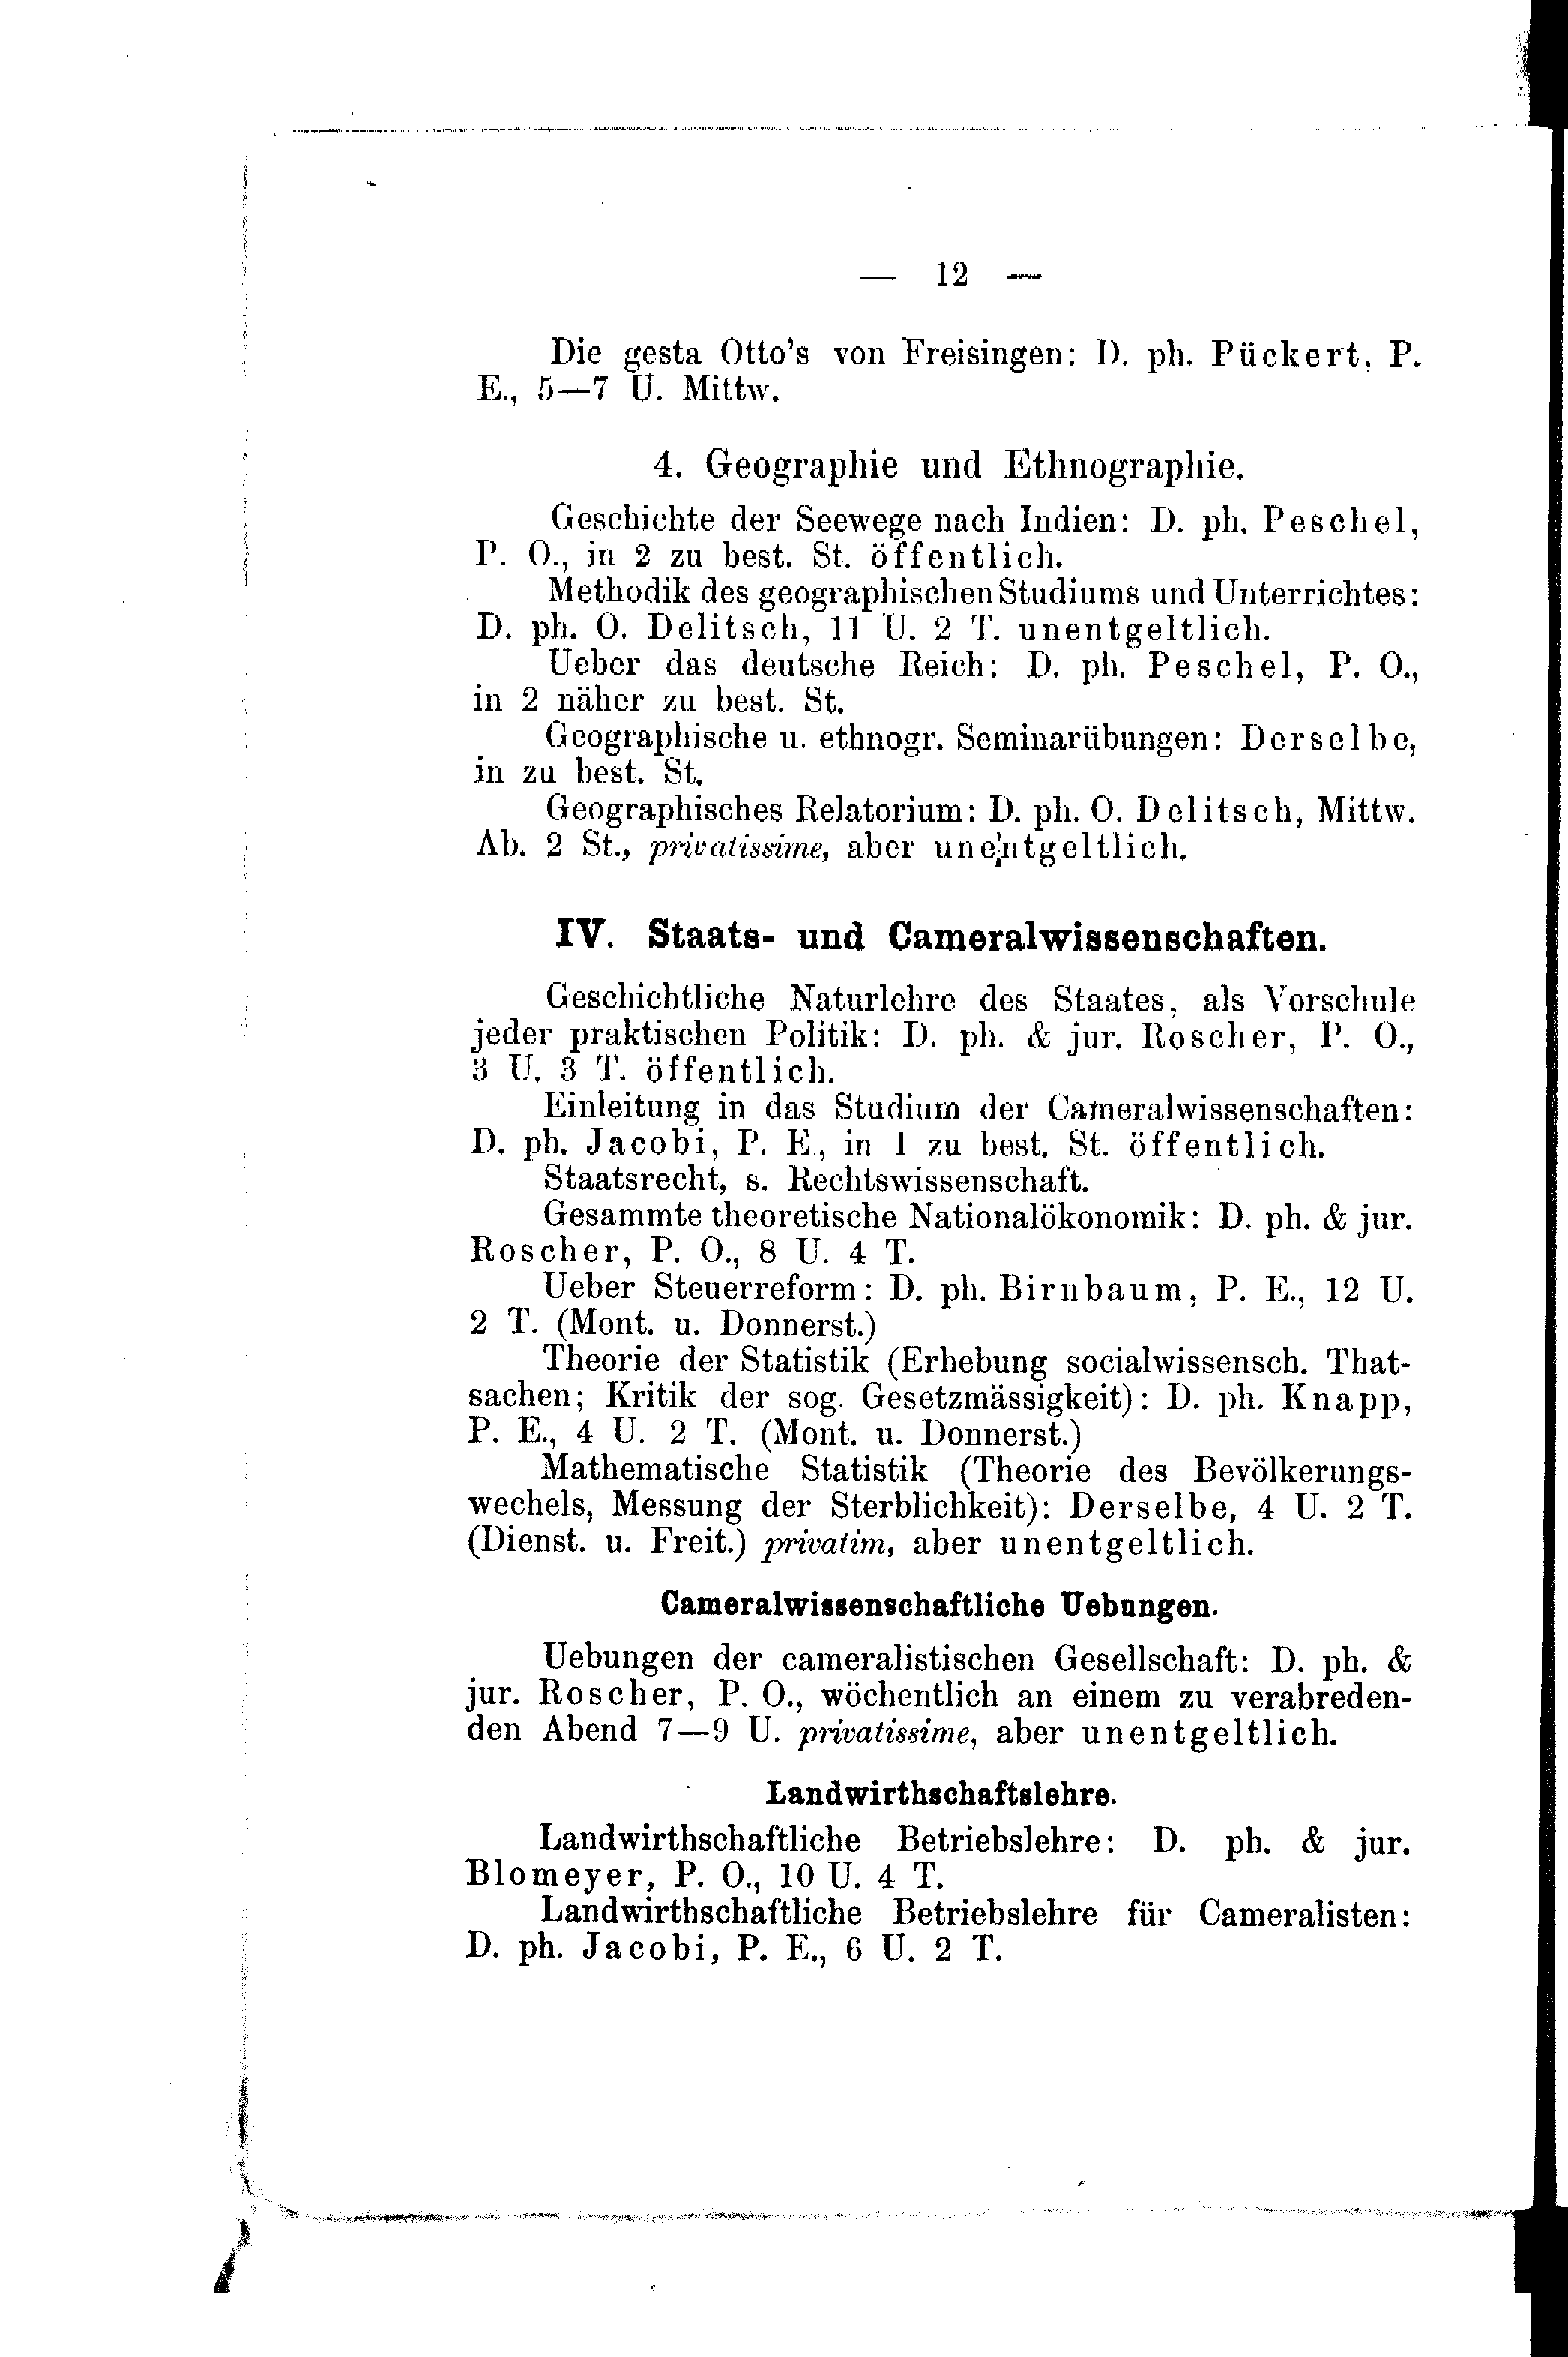 — 12 —
Die gesta Otto's von Freisingen: D. ph. Pückert, P.
E., 5—7 U. Mittw.
4. Geographie und Ethnographie.
Geschichte der Seewege nach Indien: D. ph. Peschel,
P. O., in 2 zu best. St. öffentlich.
Methodik des geographischen Studiums und Unterrichtes:
D. ph. O. Delitsch, 11 U. 2 T. unentgeltlich.
Ueber das deutsche Reich: D. ph. Peschel, P. O.,
in 2 näher zu best. St.
Geographische u. ethnogr. Seminarübungen: Derselbe,
in zu best. St.
Geographisches Relatorium: D. ph. O. Delitsch, Mittw.
Ab. 2 St., privatissime, aber unentgeltlich.
IV. Staats- und Cameralwissenschaften.
Geschichtliche Naturlehre des Staates, als Vorschule
jeder praktischen Politik: D. ph. & jur. Roscher, P. O.,
3 U. 3 T. öffentlich.
Einleitung in das Studium der Cameralwissenschaften:
D. ph. Jacobi, P. E., in 1 zu best. St. öffentlich.
Staatsrecht, s. Rechtswissenschaft.
Gesammte theoretische Nationalökonomik: D. ph. & jur.
Roscher, P. O., 8 U. 4 T.
Ueber Steuerreform: D. ph. Birnbaum, P. E., 12 U.
2 T. (Mont. u. Donnerst.)
Theorie der Statistik (Erhebung socialwissensch. That-
sachen; Kritik der sog. Gesetzmässigkeit): D. ph. Knapp,
P. E., 4 U. 2 T. (Mont. u. Donnerst.)
Mathematische Statistik (Theorie des Bevölkerungs-
wechels, Messung der Sterblichkeit): Derselbe, 4 U. 2 T.
(Dienst. u. Freit.) privatim, aber unentgeltlich.
Cameralwissenschaftliche Uebungen.
Uebungen der cameralistischen Gesellschaft: D. ph. &
jur. Roscher, P. O., wöchentlich an einem zu verabreden-
den Abend 7—9 U. privatissime, aber unentgeltlich.
Landwirthschaftslehre.
Landwirthschaftliche Betriebslehre: D. ph. & jur.
Blomeyer, P. O., 10 U. 4 T.
Landwirthschaftliche Betriebslehre für Cameralisten:
D. ph. Jacobi, P. E., 6 U. 2 T.